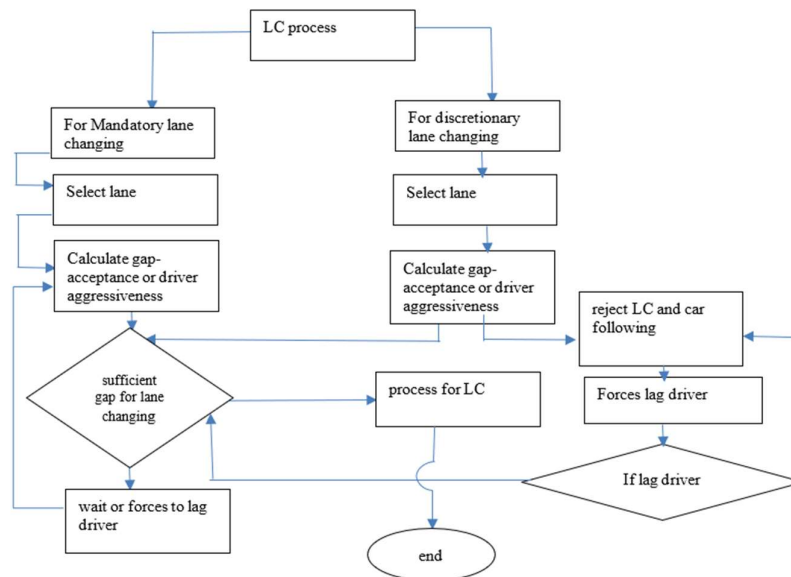 LC process
For Mandatory lane
changing
For discretionary
lane changing
Select lane
Select lane
Calculate gap-
acceptance or driver
aggressiveness
Calculate gap-
acceptance or driver
aggressiveness
reject LC and car
following
sufficient
gap for lane
changing
process for LC
Forces lag driver
If lag driver
wait or forces to lag
driver
end